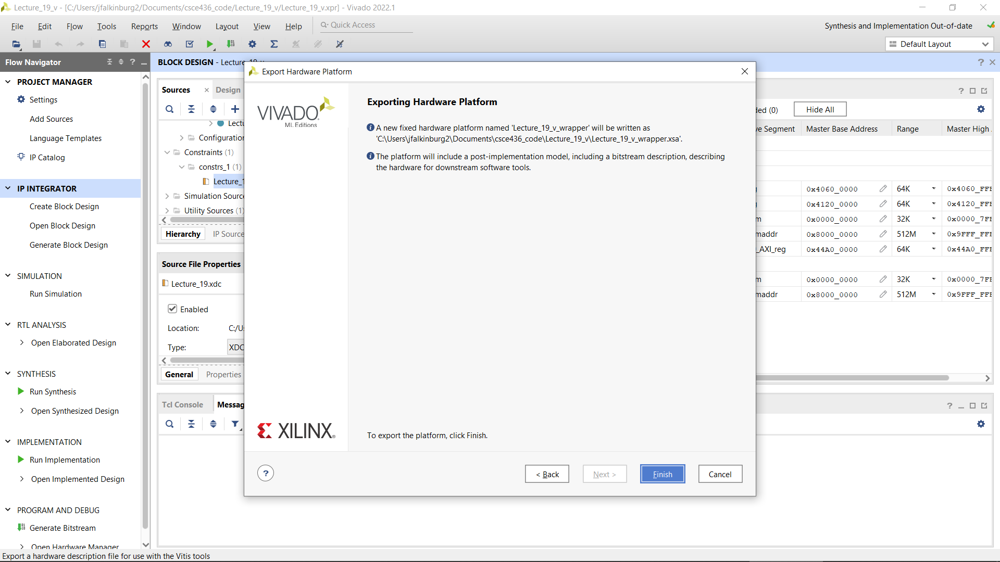 Lecture_19_v - [C:/Users/jfalkinburg2/Documents/csce436_code/Lecture_19_v/Lecture_19_v.xpr] - Vivado 2022.1
File Edit Flow Tools Reports Window Layout View Help Quick Access
Synthesis and Implementation Out-of-date
Default Layout
Flow Navigator
PROJECT MANAGER
Settings
Add Sources
Language Templates
IP Catalog
IP INTEGRATOR
Create Block Design
Open Block Design
Generate Block Design
SIMULATION
Run Simulation
RTL ANALYSIS
Open Elaborated Design
SYNTHESIS
Run Synthesis
Open Synthesized Design
IMPLEMENTATION
Run Implementation
Open Implemented Design
PROGRAM AND DEBUG
Generate Bitstream
Open Hardware Manager
BLOCK DESIGN - Lecture_19_v
Sources Design
Lectu
Configuration
Constraints (1)
constrs_1 (1)
Lecture_1
Simulation Source
Utility Sources (1)
Hierarchy IP Source
Source File Properties
Lecture_19.xdc
Enabled
Location: C:/Us
Type: XDC
General Properties
Tcl Console Messag
Export Hardware Platform
VIVADO.
ML Editions
XILINX
Exporting Hardware Platform
A new fixed hardware platform named 'Lecture_19_v_wrapper' will be written as
'C:\Users\jfalkinburg2\Documents\csce436_code\Lecture_19_v\Lecture_19_v_wrapper.xsa'.
The platform will include a post-implementation model, including a bitstream description, describing
the hardware for downstream software tools.
To export the platform, click Finish.
? < Back Next > Finish Cancel
ded (0) Hide All
ve Segment Master Base Address Range Master High
0x4060_0000 64K 0x4060_FFF
0x4120_0000 64K 0x4120_FFF
m 0x0000_0000 32K 0x0000_7FF
maddr 0x8000_0000 512M 0x9FFF_FFF
_AXI_reg 0x44A0_0000 64K 0x44A0_FFF
m 0x0000_0000 32K 0x0000_7FF
maddr 0x8000_0000 512M 0x9FFF_FFF
Export a hardware description file for use with the Vitis tools